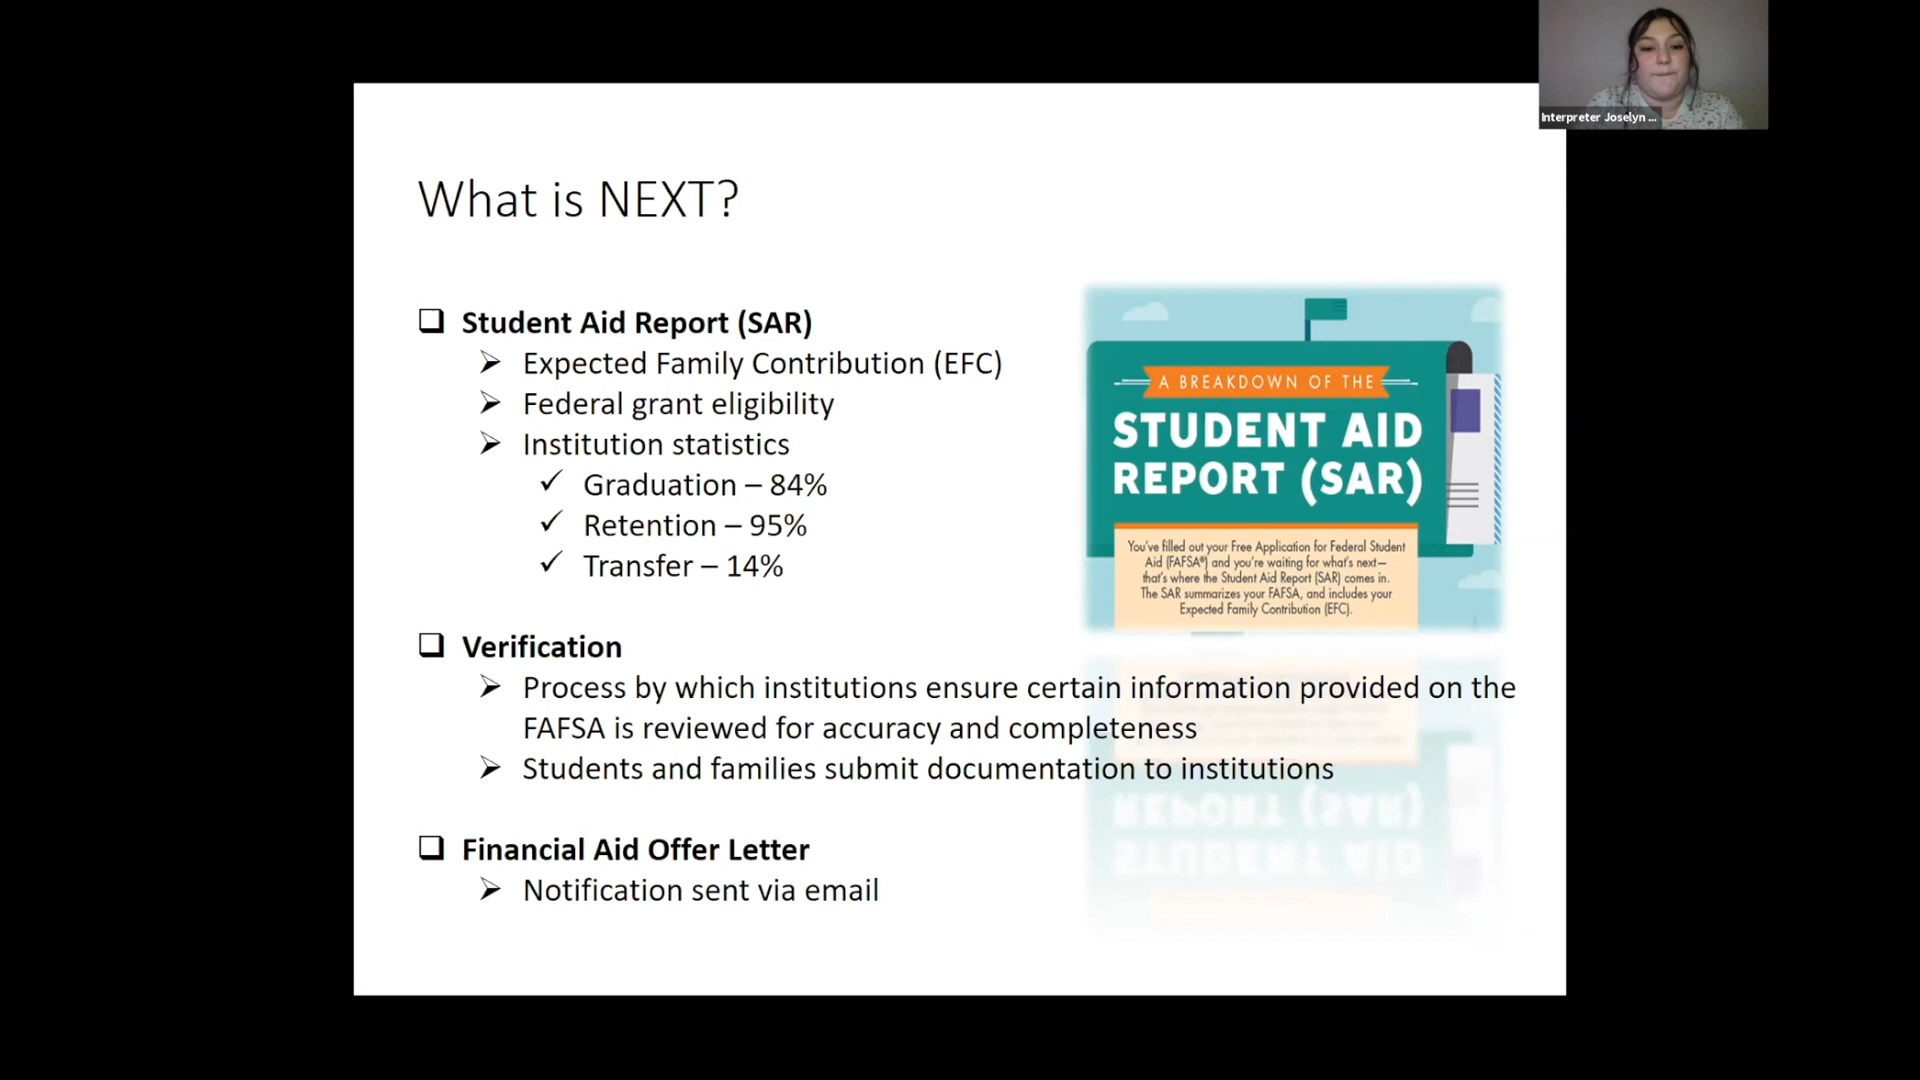 Interpreter Joselyn ...
What is NEXT?
Student Aid Report (SAR)
Expected Family Contribution (EFC)
Federal grant eligibility
Institution statistics
Graduation – 84%
Retention – 95%
Transfer – 14%
A BREAKDOWN OF THE
STUDENT AID
REPORT (SAR)
You've filled out your Free Application for Federal Student
Aid (FAFSA®) and you're waiting for what's next—
that's where the Student Aid Report (SAR) comes in.
The SAR summarizes your FAFSA, and includes your
Expected Family Contribution (EFC).
Verification
Process by which institutions ensure certain information provided on the
FAFSA is reviewed for accuracy and completeness
Students and families submit documentation to institutions
Financial Aid Offer Letter
Notification sent via email